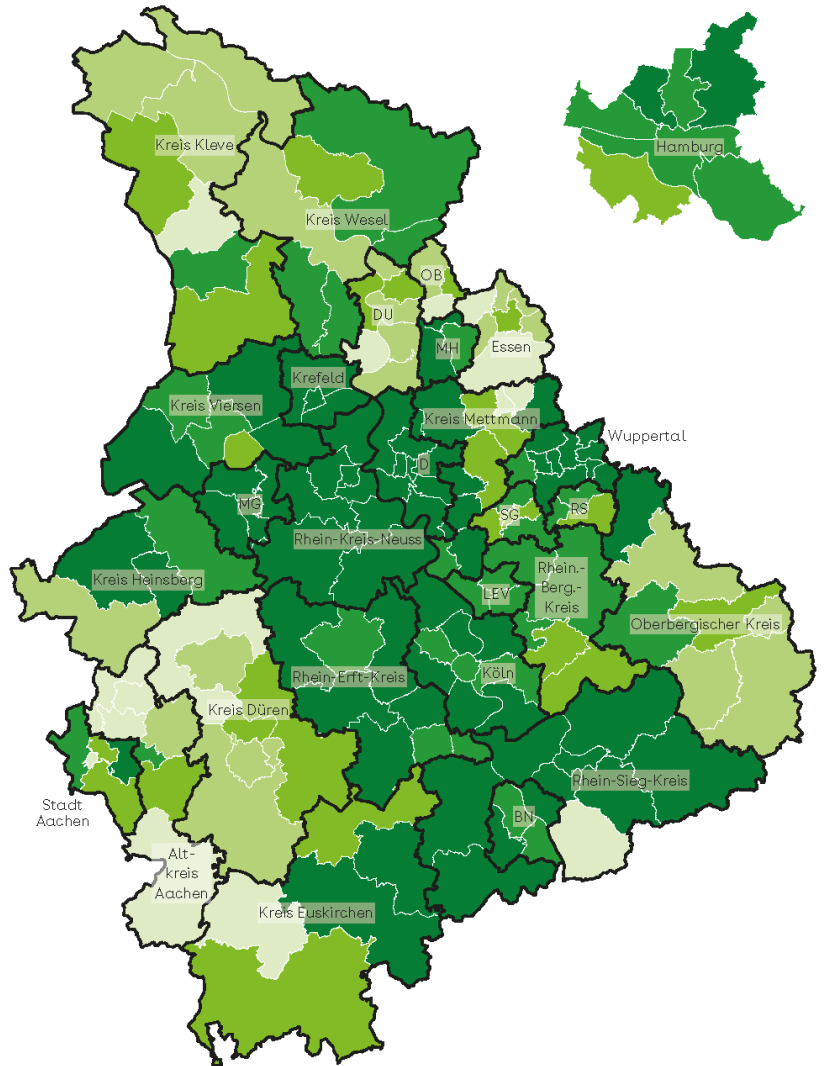 Kreis Kleve
Hamburg
Kreis Wesel
OB
DU
MH
Essen
Krefeld
Kreis Viersen
Kreis Mettmann
Wuppertal
D
MG
SG
RS
Rhein-Kreis-Neuss
Kreis Heinsberg
Rhein.-
Berg.-
Kreis
LEV
Oberbergischer Kreis
Rhein-Erft-Kreis
Köln
Kreis Düren
Rhein-Sieg-Kreis
Stadt
Aachen
BN
Alt-
kreis
Aachen
Kreis Euskirchen